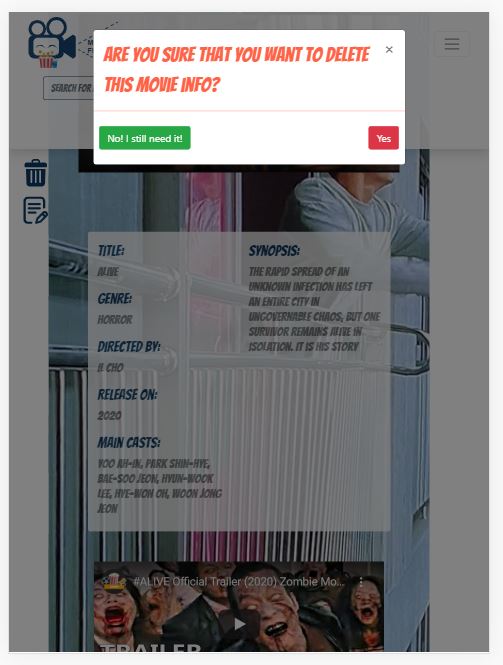 ARE YOU SURE THAT YOU WANT TO DELETE
THIS MOVIE INFO?
×
No! I still need it!
Yes
SEARCH FOR
TITLE:
ALIVE
GENRE:
HORROR
DIRECTED BY:
IL CHO
RELEASE ON:
2020
MAIN CASTS:
YOO AH-IN, PARK SHIN-HYE,
BAE-SOO JEON, HYUN-WOOK
LEE, HYE-WON OH, WOON JONG
JEON
SYNOPSIS:
THE RAPID SPREAD OF AN
UNKNOWN INFECTION HAS LEFT
AN ENTIRE CITY IN
UNGOVERNABLE CHAOS, BUT ONE
SURVIVOR REMAINS ALIVE IN
ISOLATION. IT IS HIS STORY
#ALIVE Official Trailer (2020) Zombie Mo...
TRAILER